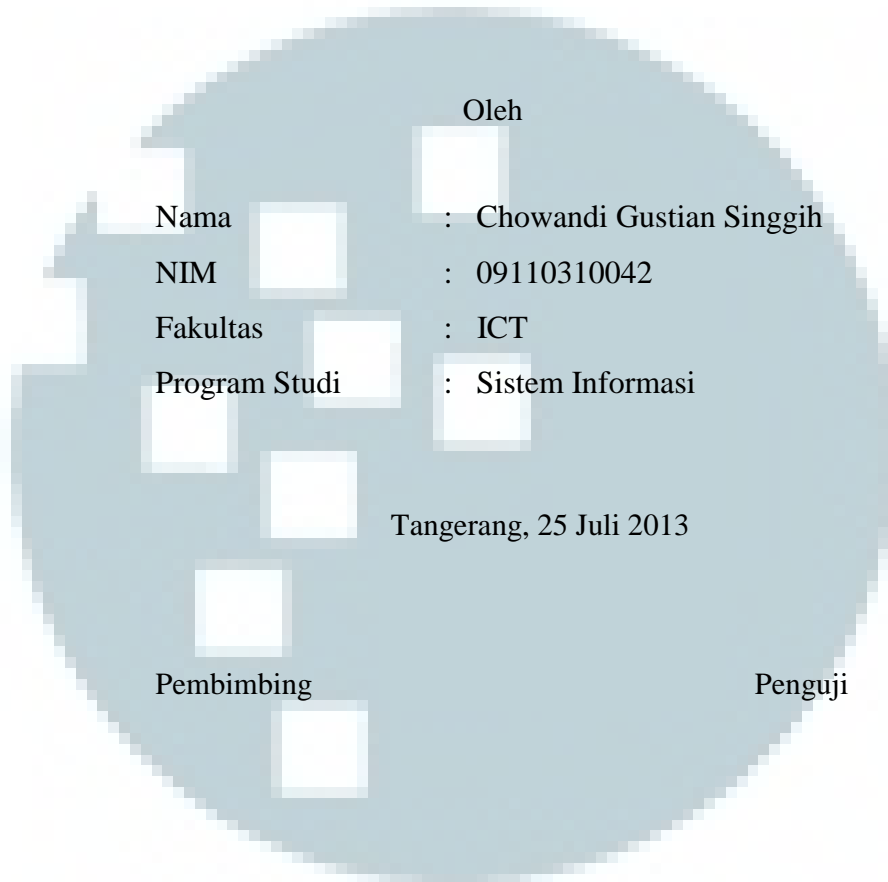 Oleh
Nama : Chowandi Gustian Singgih
NIM : 09110310042
Fakultas : ICT
Program Studi : Sistem Informasi
Tangerang, 25 Juli 2013
Pembimbing Penguji